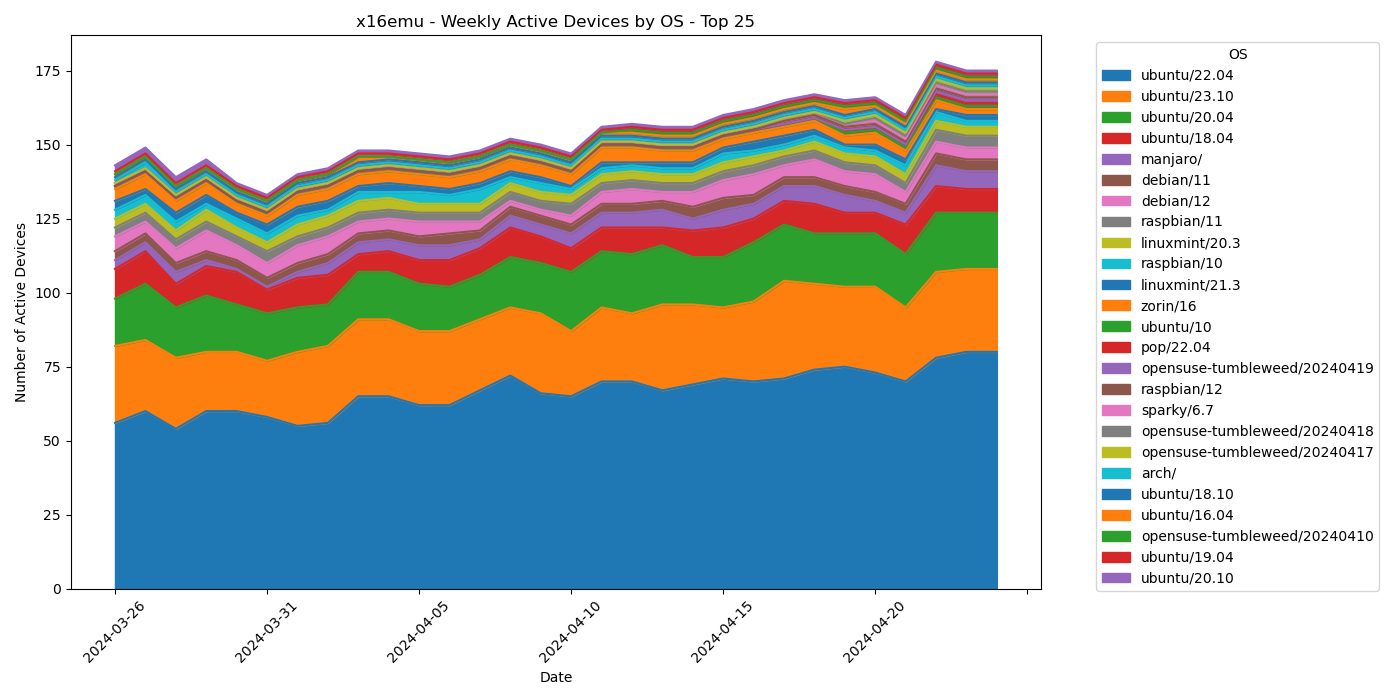 x16emu - Weekly Active Devices by OS - Top 25
Number of Active Devices
175
150
125
100
75
50
25
0
2024-03-26
2024-03-31
2024-04-05
2024-04-10
2024-04-15
2024-04-20
Date
OS
ubuntu/22.04
ubuntu/23.10
ubuntu/20.04
ubuntu/18.04
manjaro/
debian/11
debian/12
raspbian/11
linuxmint/20.3
raspbian/10
linuxmint/21.3
zorin/16
ubuntu/10
pop/22.04
opensuse-tumbleweed/20240419
raspbian/12
sparky/6.7
opensuse-tumbleweed/20240418
opensuse-tumbleweed/20240417
arch/
ubuntu/18.10
ubuntu/16.04
opensuse-tumbleweed/20240410
ubuntu/19.04
ubuntu/20.10